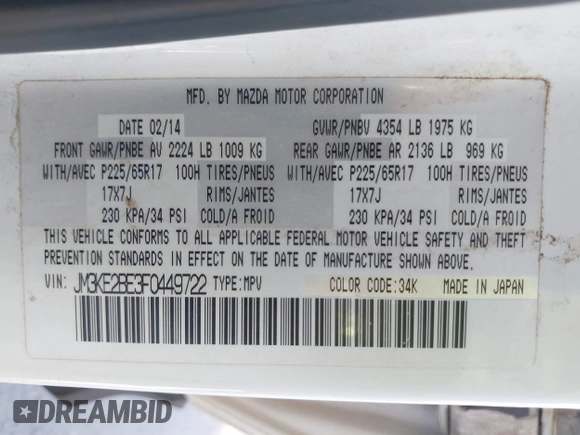 MFD. BY MAZDA MOTOR CORPORATION
DATE 02/14 GVWR/PNBV 4354 LB 1975 KG
FRONT GAWR/PNBE AV 2224 LB 1009 KG REAR GAWR/PNBE AR 2136 LB 969 KG
WITH/AVEC P225/65R17 100H TIRES/PNEUS WITH/AVEC P225/65R17 100H TIRES/PNEUS
17X7J RIMS/JANTES 17X7J RIMS/JANTES
230 KPA/34 PSI COLD/A FROID 230 KPA/34 PSI COLD/A FROID
THIS VEHICLE CONFORMS TO ALL APPLICABLE FEDERAL MOTOR VEHICLE SAFETY AND THEFT
PREVENTION STANDARDS IN EFFECT ON THE DATE OF MANUFACTURE SHOWN ABOVE.
VIN: JM3KE2BE3F0449722 TYPE:MPV COLOR CODE:34K MADE IN JAPAN
DREAMBID